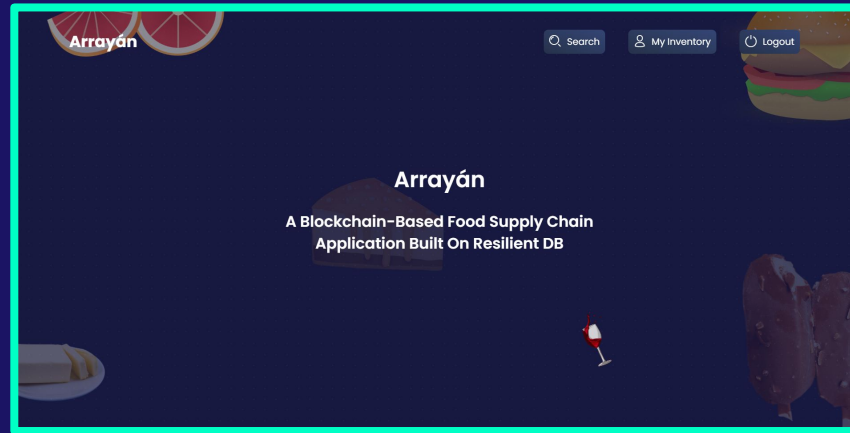 Arrayán
Search
My Inventory
Logout
Arrayán
A Blockchain-Based Food Supply Chain
Application Built On Resilient DB